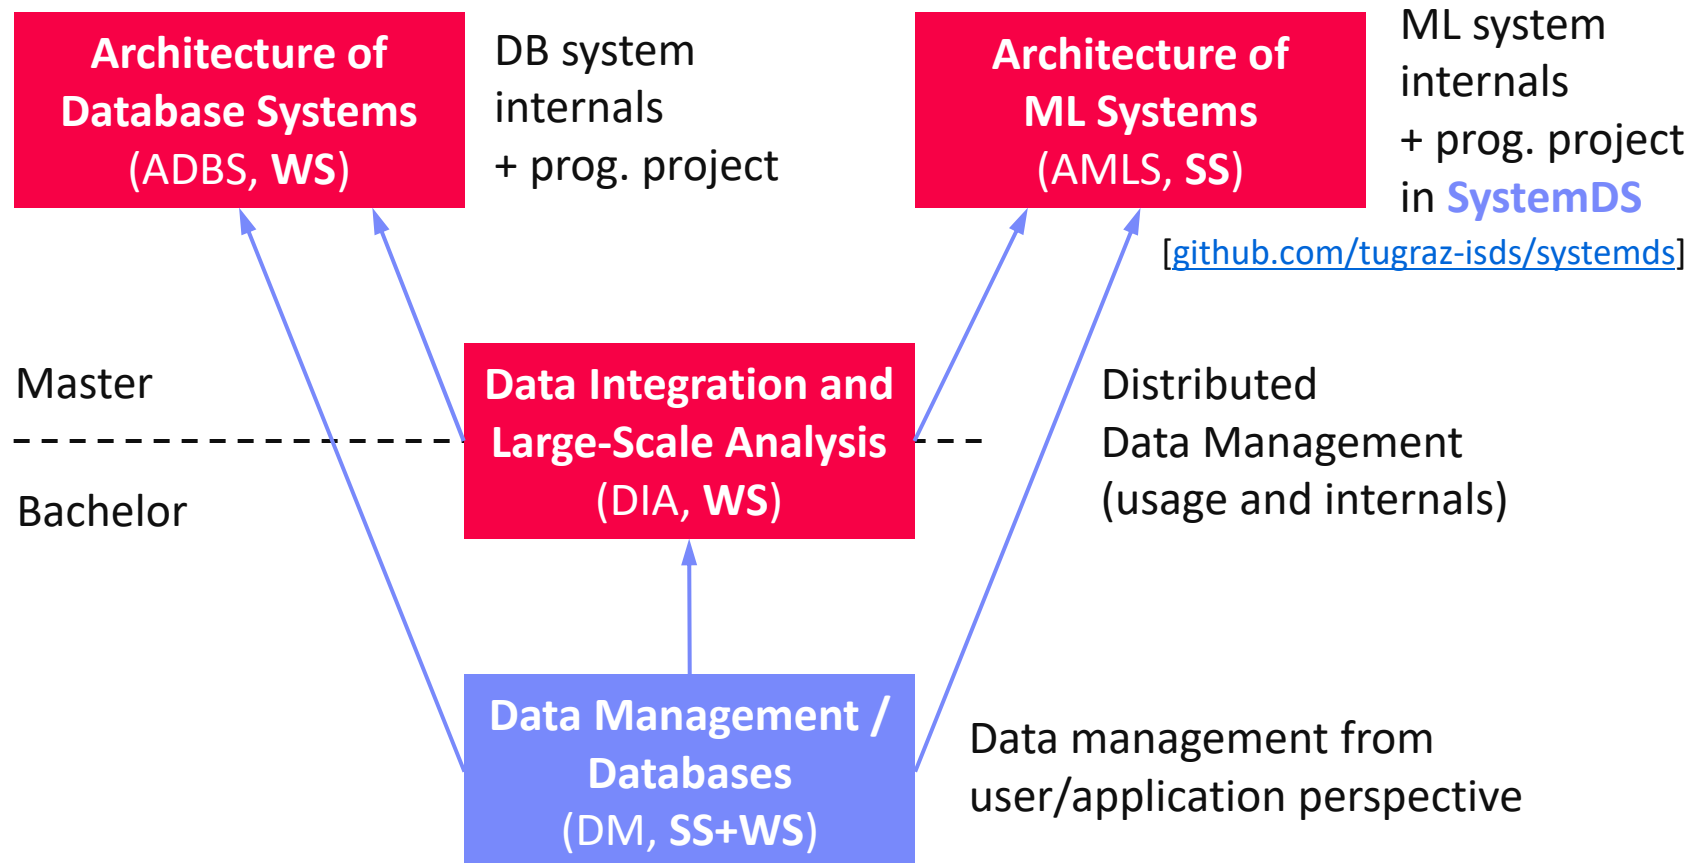 Architecture of
Database Systems
(ADBS, WS)
DB system
internals
+ prog. project
Architecture of
ML Systems
(AMLS, SS)
ML system
internals
+ prog. project
in SystemDS
[github.com/tugraz-isds/systemds]
Master
Bachelor
Data Integration and
Large-Scale Analysis
(DIA, WS)
Distributed
Data Management
(usage and internals)
Data Management /
Databases
(DM, SS+WS)
Data management from
user/application perspective